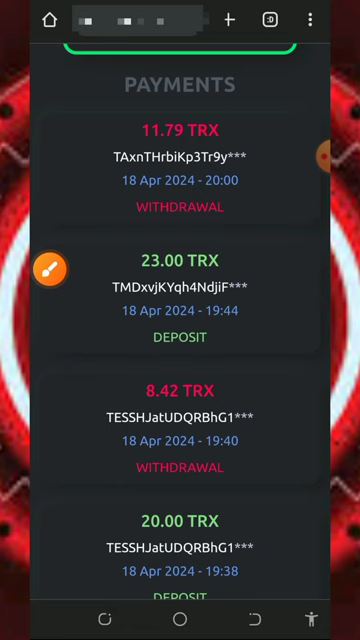 :D
PAYMENTS
11.79 TRX
TAxnTHrbiKp3Tr9y***
18 Apr 2024 - 20:00
WITHDRAWAL
23.00 TRX
TMDxvjKYqh4NdjiF***
18 Apr 2024 - 19:44
DEPOSIT
8.42 TRX
TESSHJatUDQRBhG1***
18 Apr 2024 - 19:40
WITHDRAWAL
20.00 TRX
TESSHJatUDQRBhG1***
18 Apr 2024 - 19:38
DEPOSIT